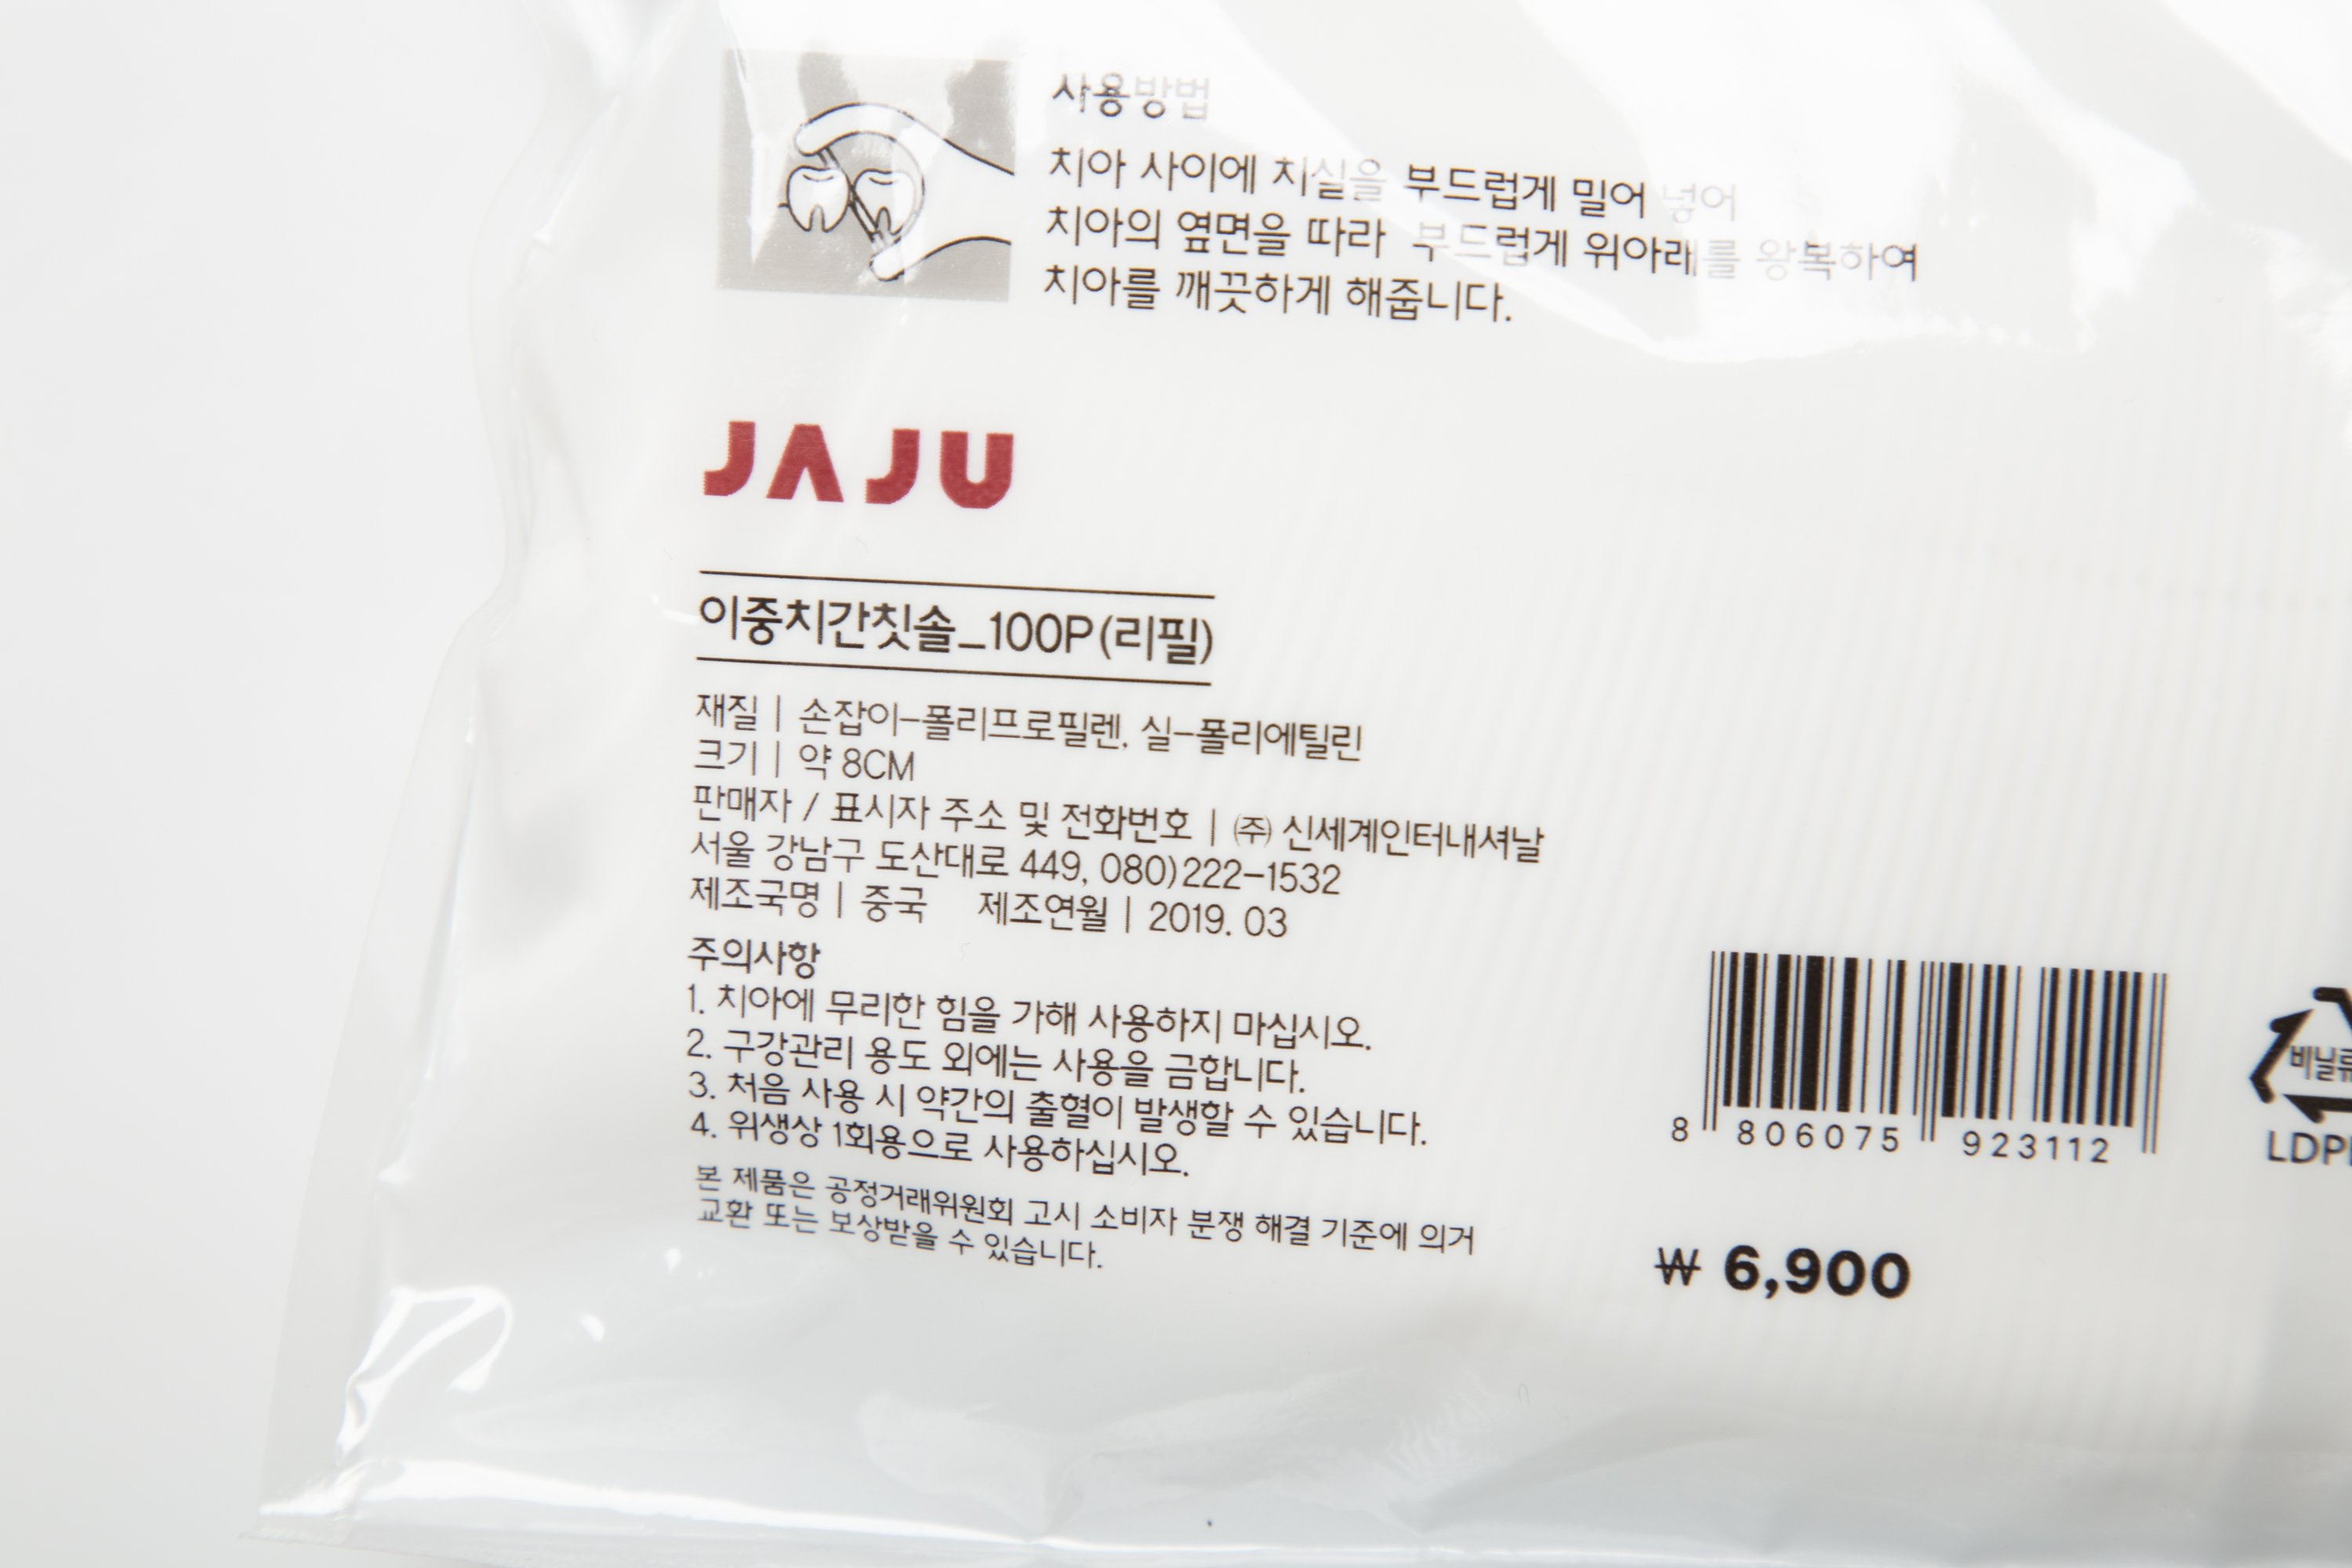 사용방법
치아 사이에 치실을 부드럽게 밀어 넣어
치아의 옆면을 따라 부드럽게 위아래를 왕복하여
치아를 깨끗하게 해줍니다.
JAJU
이중치간칫솔_100P(리필)
재질 | 손잡이-폴리프로필렌, 실-폴리에틸린
크기 | 약 8CM
판매자 / 표시자 주소 및 전화번호 | ㈜ 신세계인터내셔날
서울 강남구 도산대로 449, 080)222-1532
제조국명 | 중국 제조연월 | 2019. 03
주의사항
1. 치아에 무리한 힘을 가해 사용하지 마십시오.
2. 구강관리 용도 외에는 사용을 금합니다.
3. 처음 사용 시 약간의 출혈이 발생할 수 있습니다.
4. 위생상 1회용으로 사용하십시오.
본 제품은 공정거래위원회 고시 소비자 분쟁 해결 기준에 의거
교환 또는 보상받을 수 있습니다.
8 806075 923112
₩ 6,900